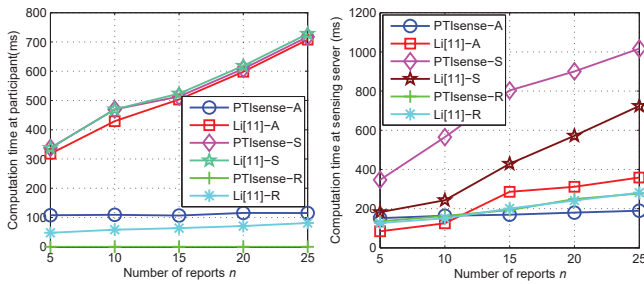 Computation time at participant(ms)
800
700
600
500
400
300
200
100
0
5
10
15
20
25
Number of reports n
PTIsense−A
Li[11]−A
PTIsense−S
Li[11]−S
PTIsense−R
Li[11]−R
Computation time at sensing server (ms)
1200
1000
800
600
400
200
0
5
10
15
20
25
Number of reports n
PTIsense−A
Li[11]−A
PTIsense−S
Li[11]−S
PTIsense−R
Li[11]−R